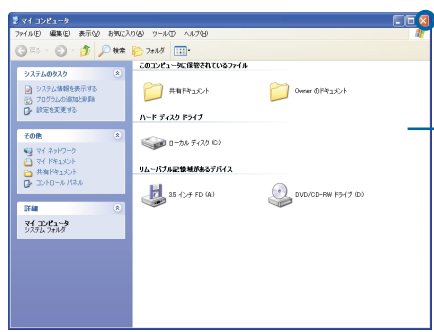 マイ コンピュータ
ファイル(F) 編集(E) 表示(V) お気に入り(A) ツール(T) ヘルプ(H)
戻る 検索 フォルダ
システムのタスク
システム情報を表示する
プログラムの追加と削除
設定を変更する
その他
マイ ネットワーク
マイ ドキュメント
共有ドキュメント
コントロール パネル
詳細
マイ コンピュータ
システム フォルダ
このコンピュータに保管されているファイル
共有ドキュメント Owner のドキュメント
ハード ディスク ドライブ
ローカル ディスク (C:)
リムーバブル記憶域があるデバイス
3.5 インチ FD (A:) DVD/CD-RW ドライブ (D:)